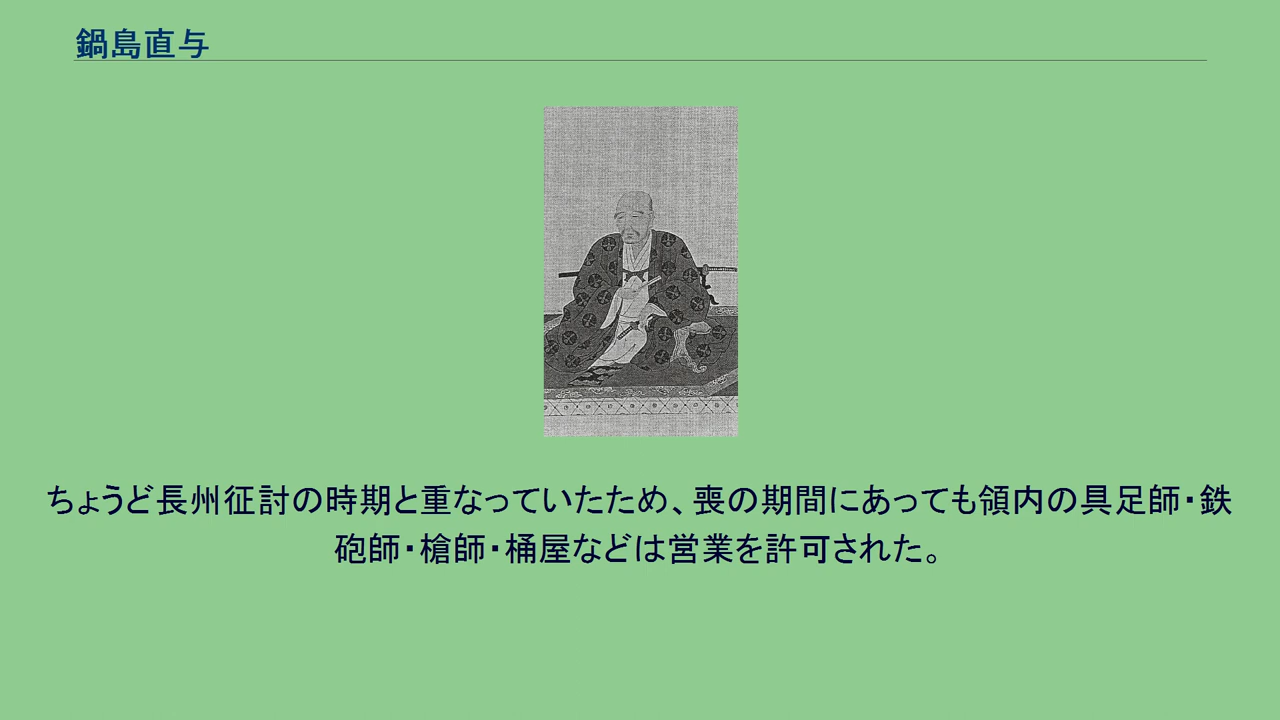 鍋島直与
ちょうど長州征討の時期と重なっていたため、喪の期間にあっても領内の具足師・鉄
砲師・槍師・桶屋などは営業を許可された。